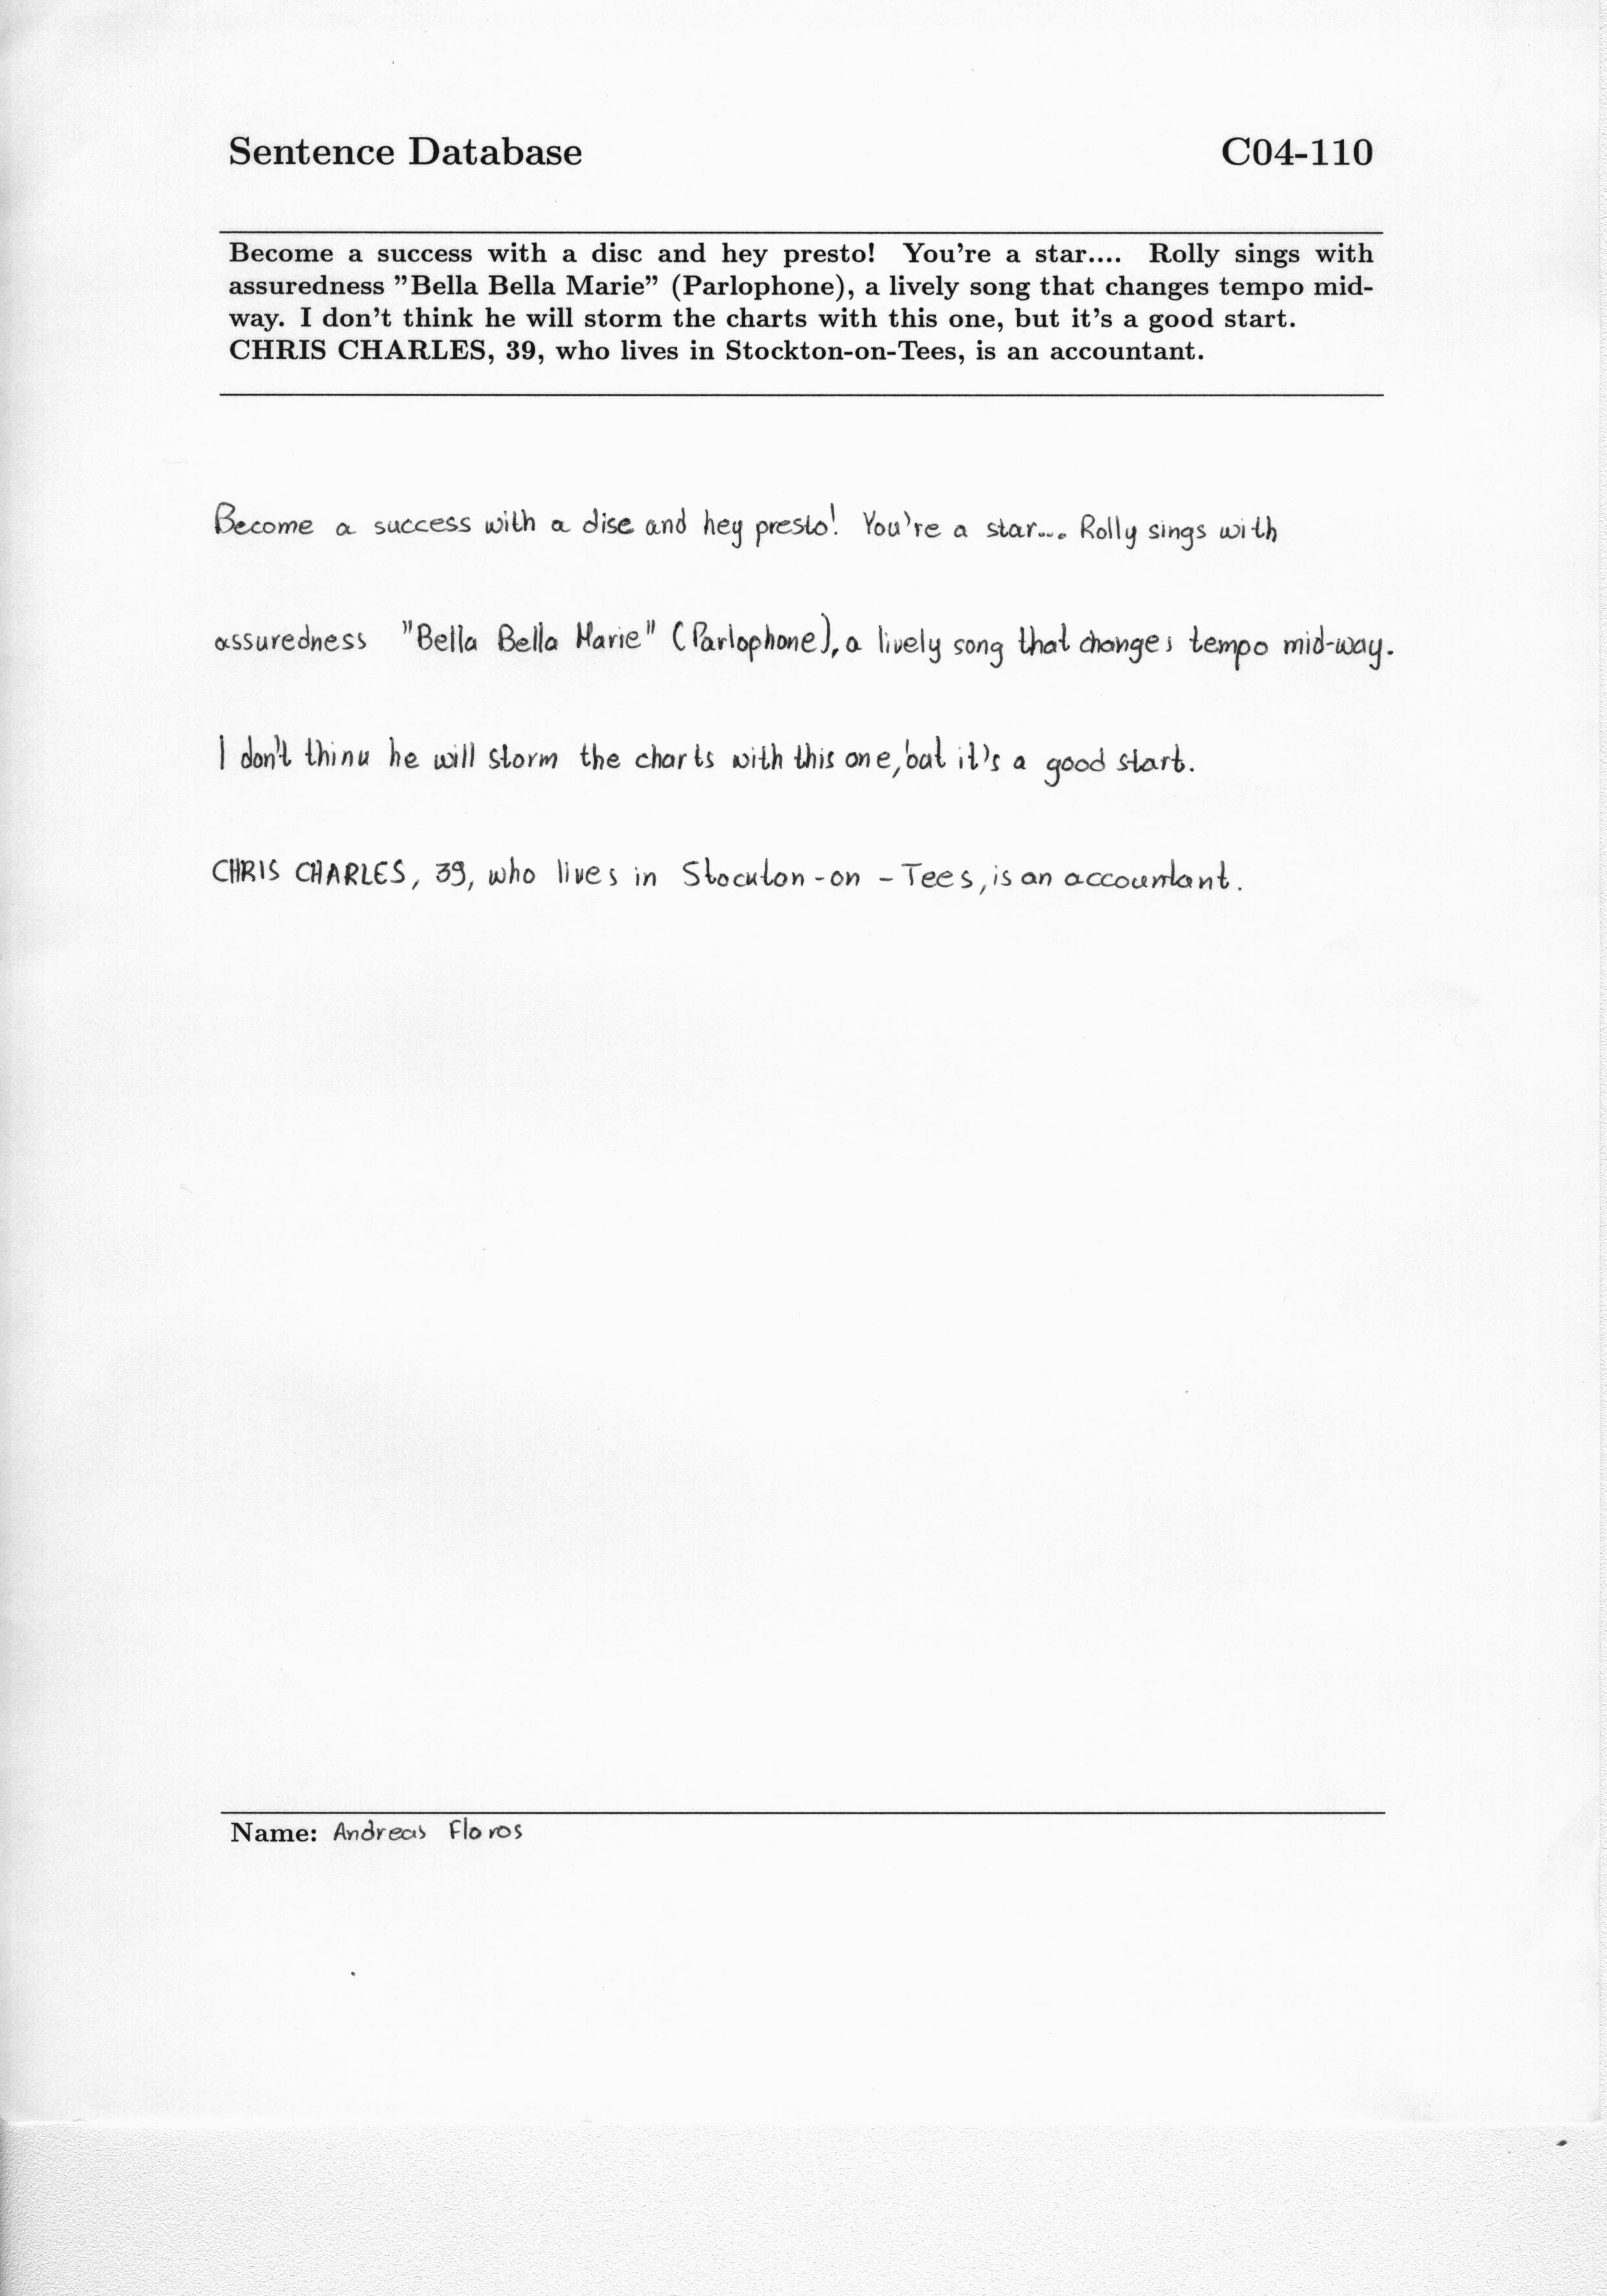 Sentence Database C04-110
Become a success with a disc and hey presto! You're a star.... Rolly sings with
assuredness "Bella Bella Marie" (Parlophone), a lively song that changes tempo mid-
way. I don't think he will storm the charts with this one, but it's a good start.
CHRIS CHARLES, 39, who lives in Stockton-on-Tees, is an accountant.
Become a success with a disc and hey presto! You're a star.... Rolly sings with
assuredness "Bella Bella Marie" (Parlophone), a lively song that changes tempo mid-way.
I don't think he will storm the charts with this one, but it's a good start.
CHRIS CHARLES, 39, who lives in Stockton-on-Tees, is an accountant.
Name: Andreas Floros